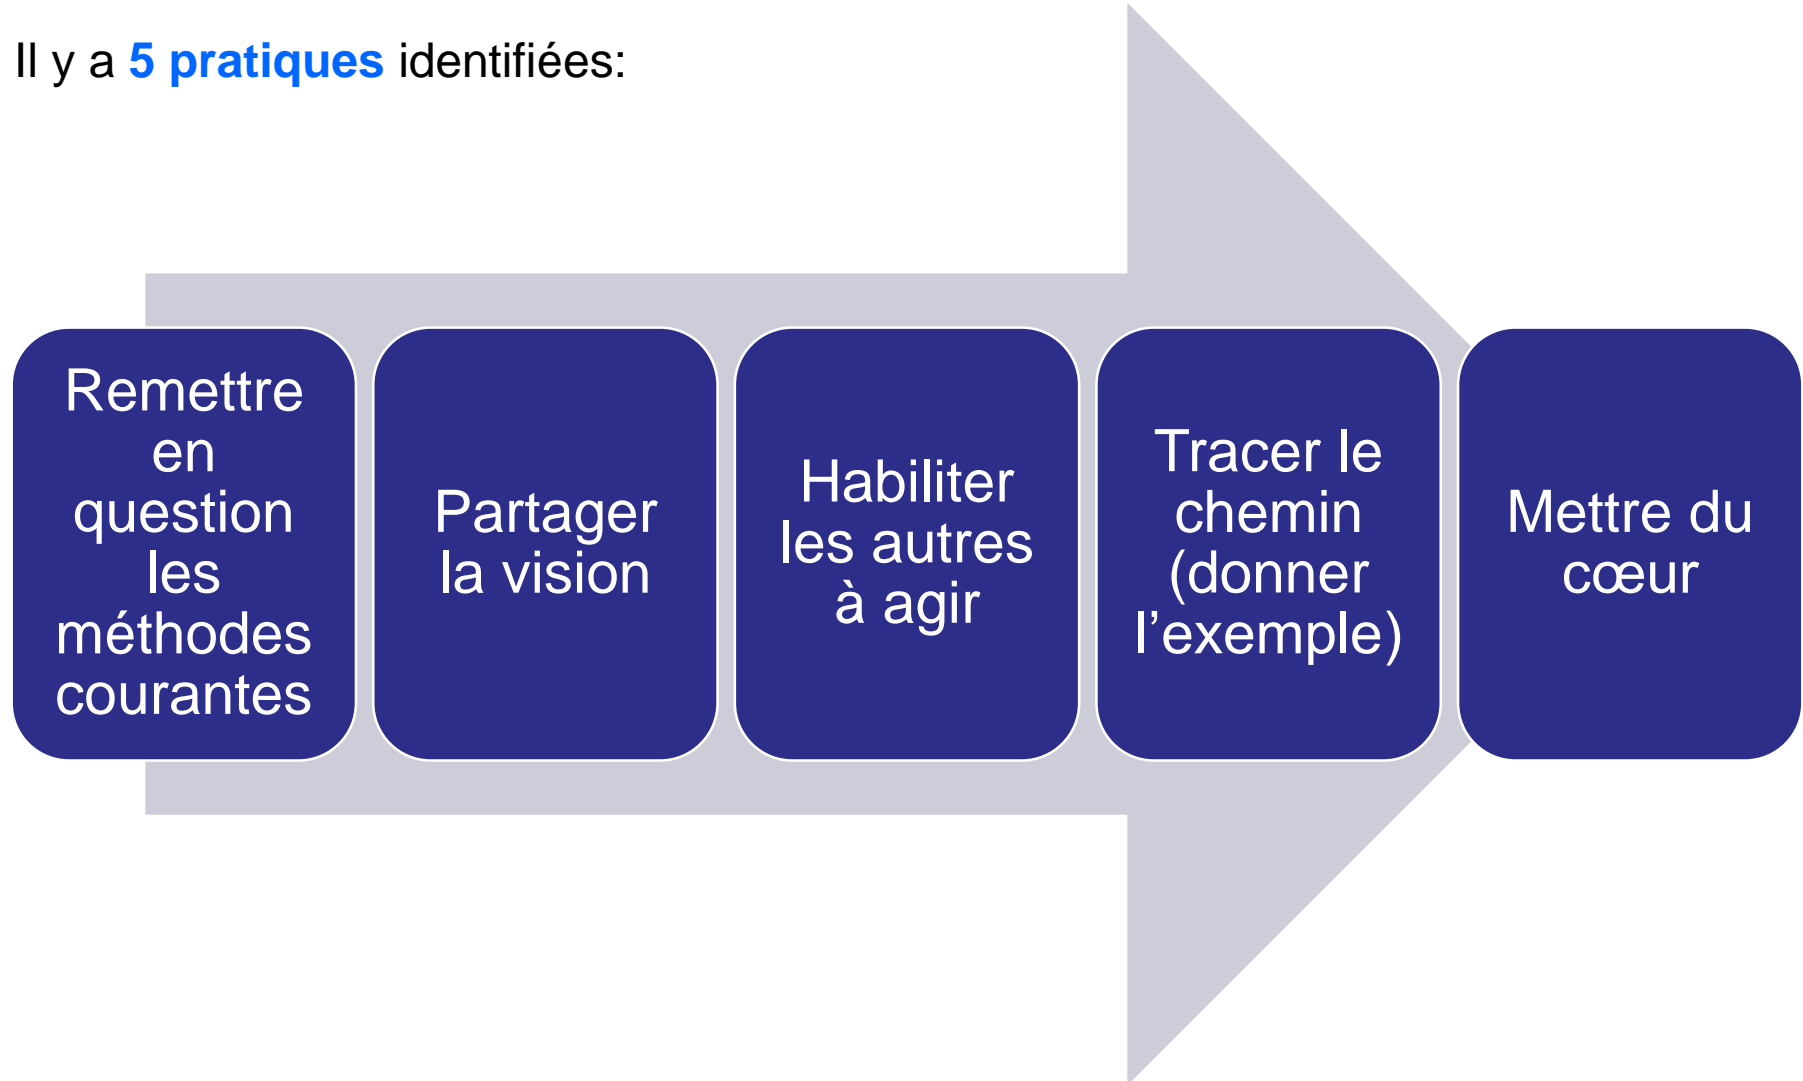 Il y a 5 pratiques identifiées:
Remettre
en
question
les
méthodes
courantes
Partager
la vision
Habiliter
les autres
à agir
Tracer le
chemin
(donner
l’exemple)
Mettre du
cœur